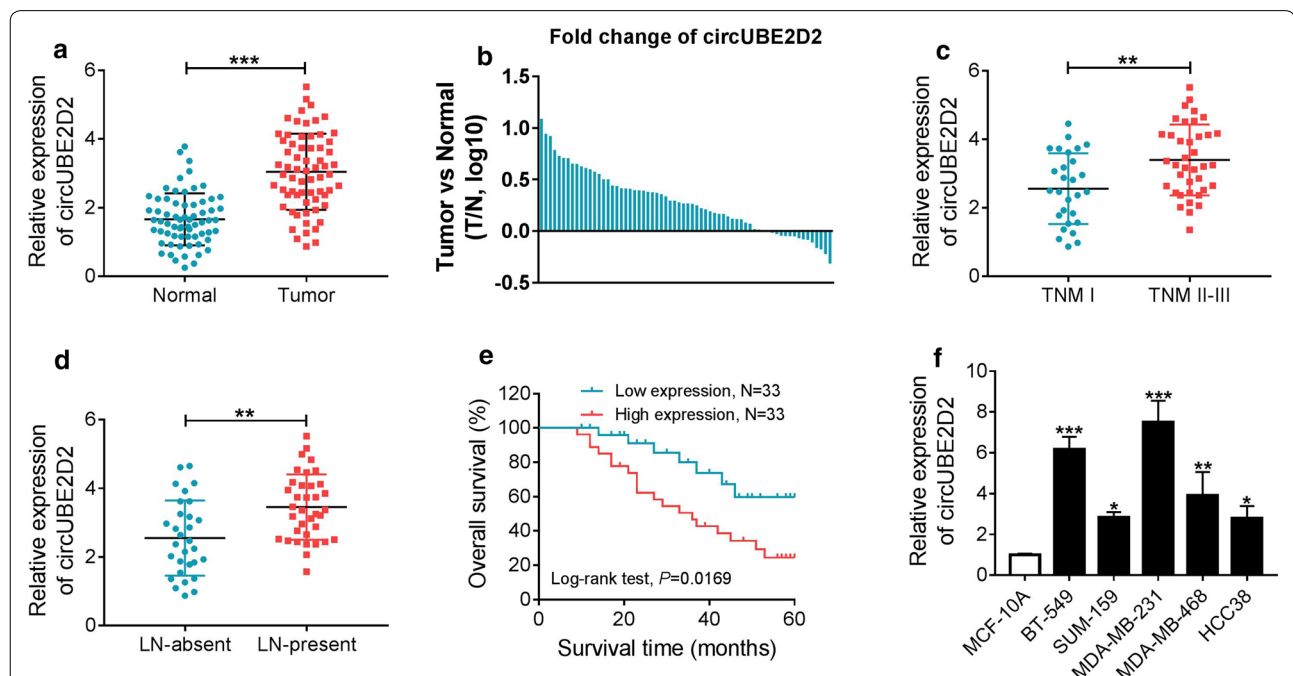 a
***
Relative expression
of circUBE2D2
6
4
2
0
Normal
Tumor
b
Fold change of circUBE2D2
Tumor vs Normal
(T/N, log10)
1.5
1.0
0.5
0.0
-0.5
c
**
Relative expression
of circUBE2D2
6
4
2
0
TNM I
TNM II-III
d
**
Relative expression
of circUBE2D2
6
4
2
0
LN-absent
LN-present
e
Low expression, N=33
High expression, N=33
Overall survival (%)
120
100
80
60
40
20
0
Log-rank test, P=0.0169
0
20
40
60
Survival time (months)
f
Relative expression
of circUBE2D2
10
8
6
4
2
0
***
*
***
**
*
MCF-10A
BT-549
SUM-159
MDA-MB-231
MDA-MB-468
HCC38